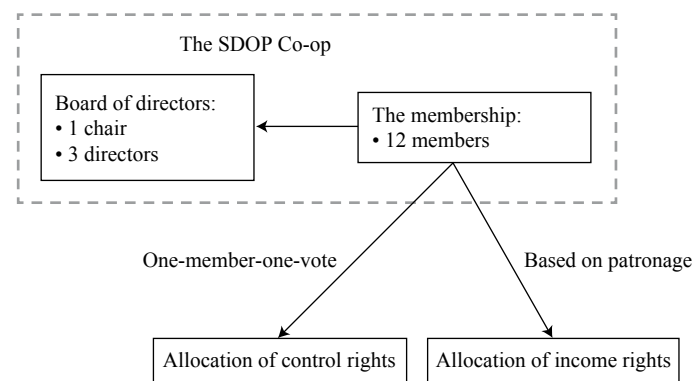 The SDOP Co-op
Board of directors:
• 1 chair
• 3 directors
The membership:
• 12 members
One-member-one-vote
Based on patronage
Allocation of control rights
Allocation of income rights